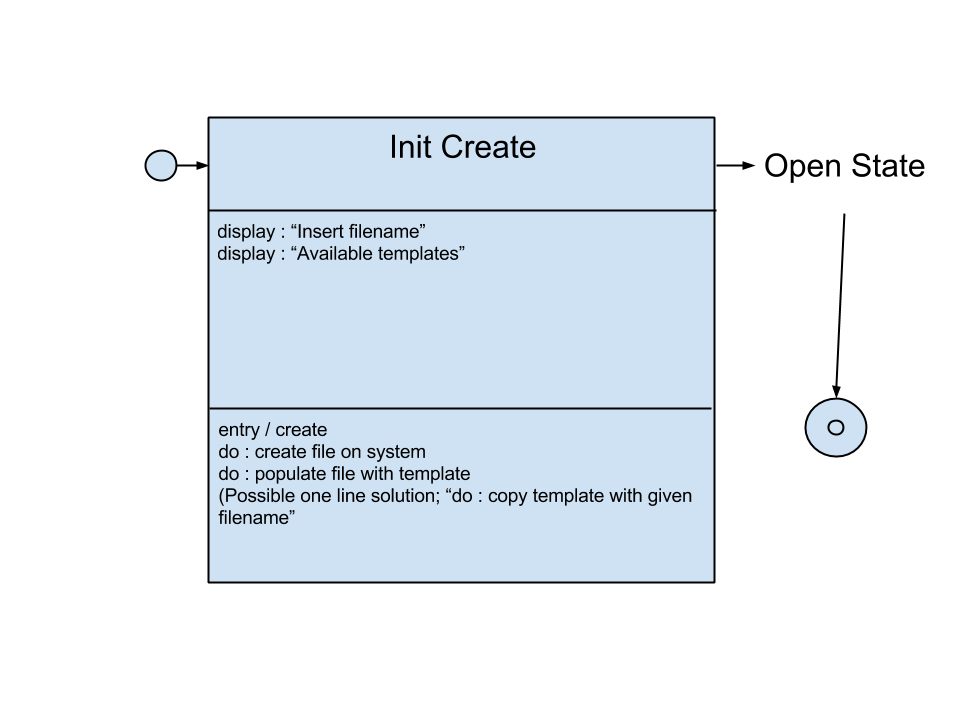 Init Create
Open State
display : “Insert filename”
display : “Available templates”
entry / create
do : create file on system
do : populate file with template
(Possible one line solution; “do : copy template with given
filename”